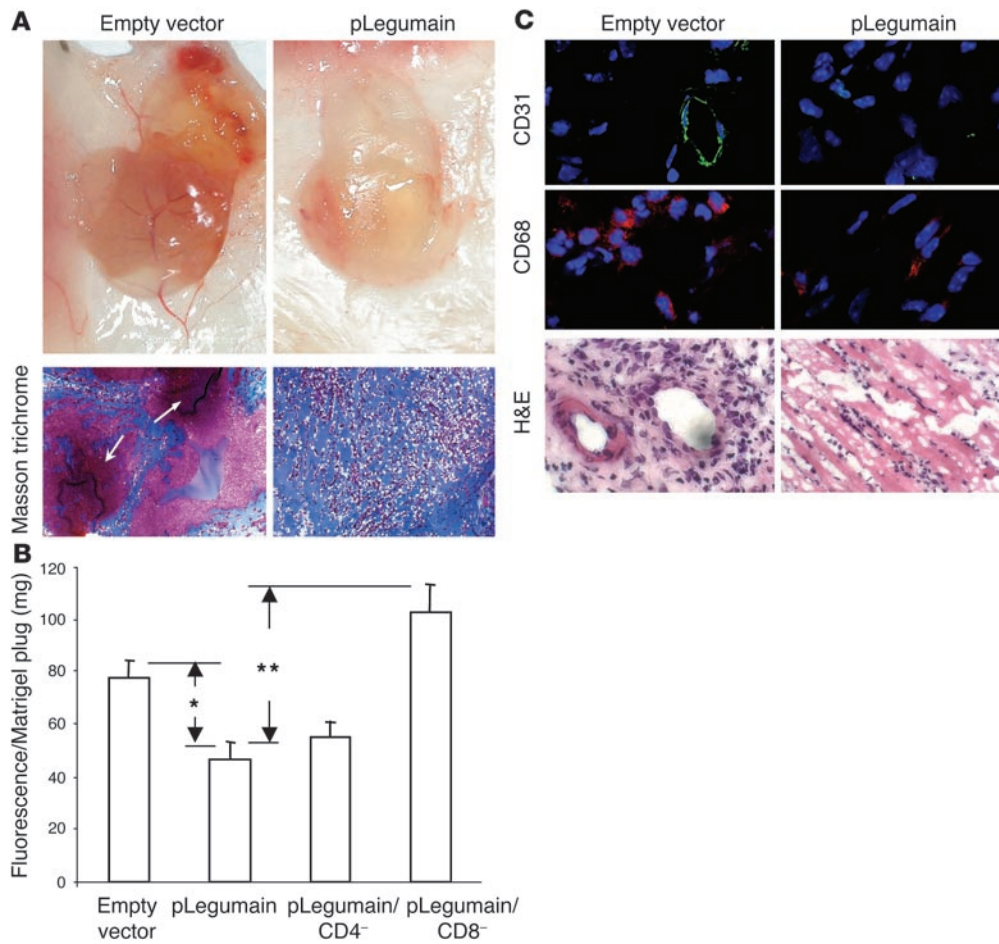 A
Empty vector
pLegumain
Masson trichrome
B
Fluorescence/Matrigel plug (mg)
120
100
80
60
40
20
0
*
**
Empty vector
pLegumain
pLegumain/
CD4⁻
pLegumain/
CD8⁻
C
Empty vector
pLegumain
CD31
CD68
H&E